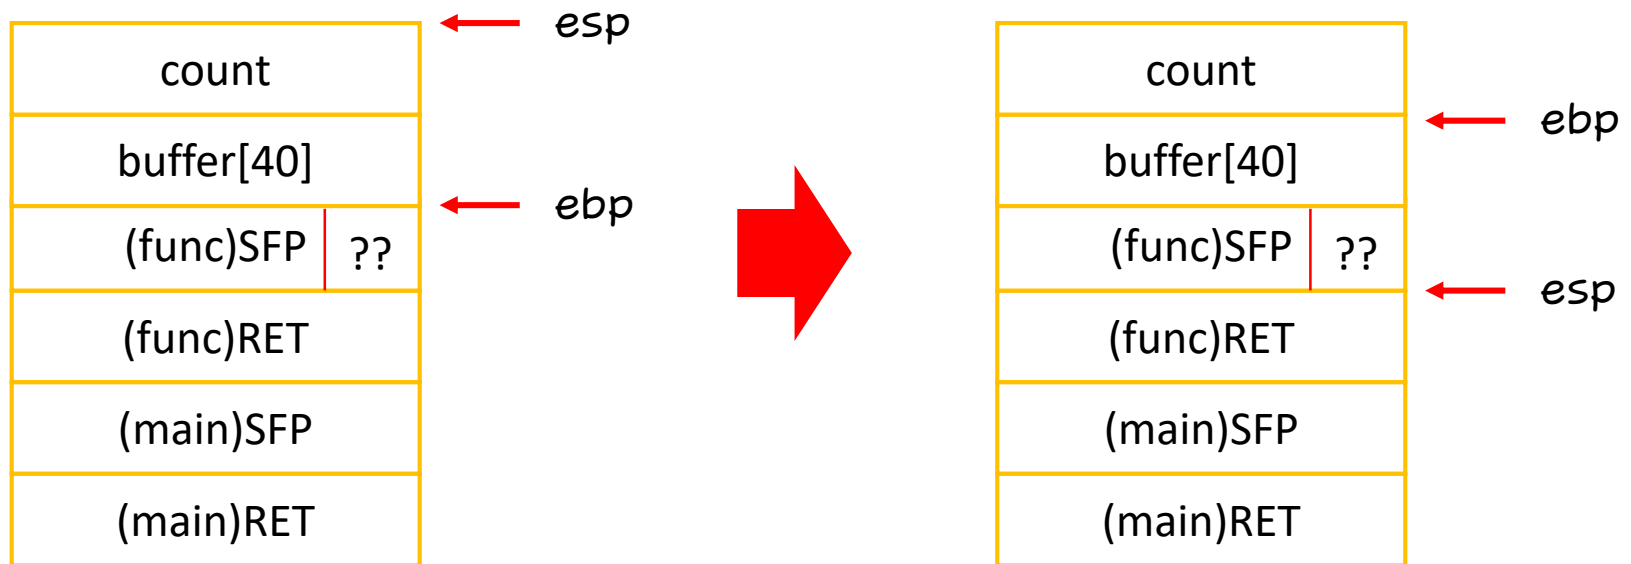 esp
count
buffer[40]
ebp
(func)SFP ??
(func)RET
(main)SFP
(main)RET
count
ebp
buffer[40]
(func)SFP ??
esp
(func)RET
(main)SFP
(main)RET